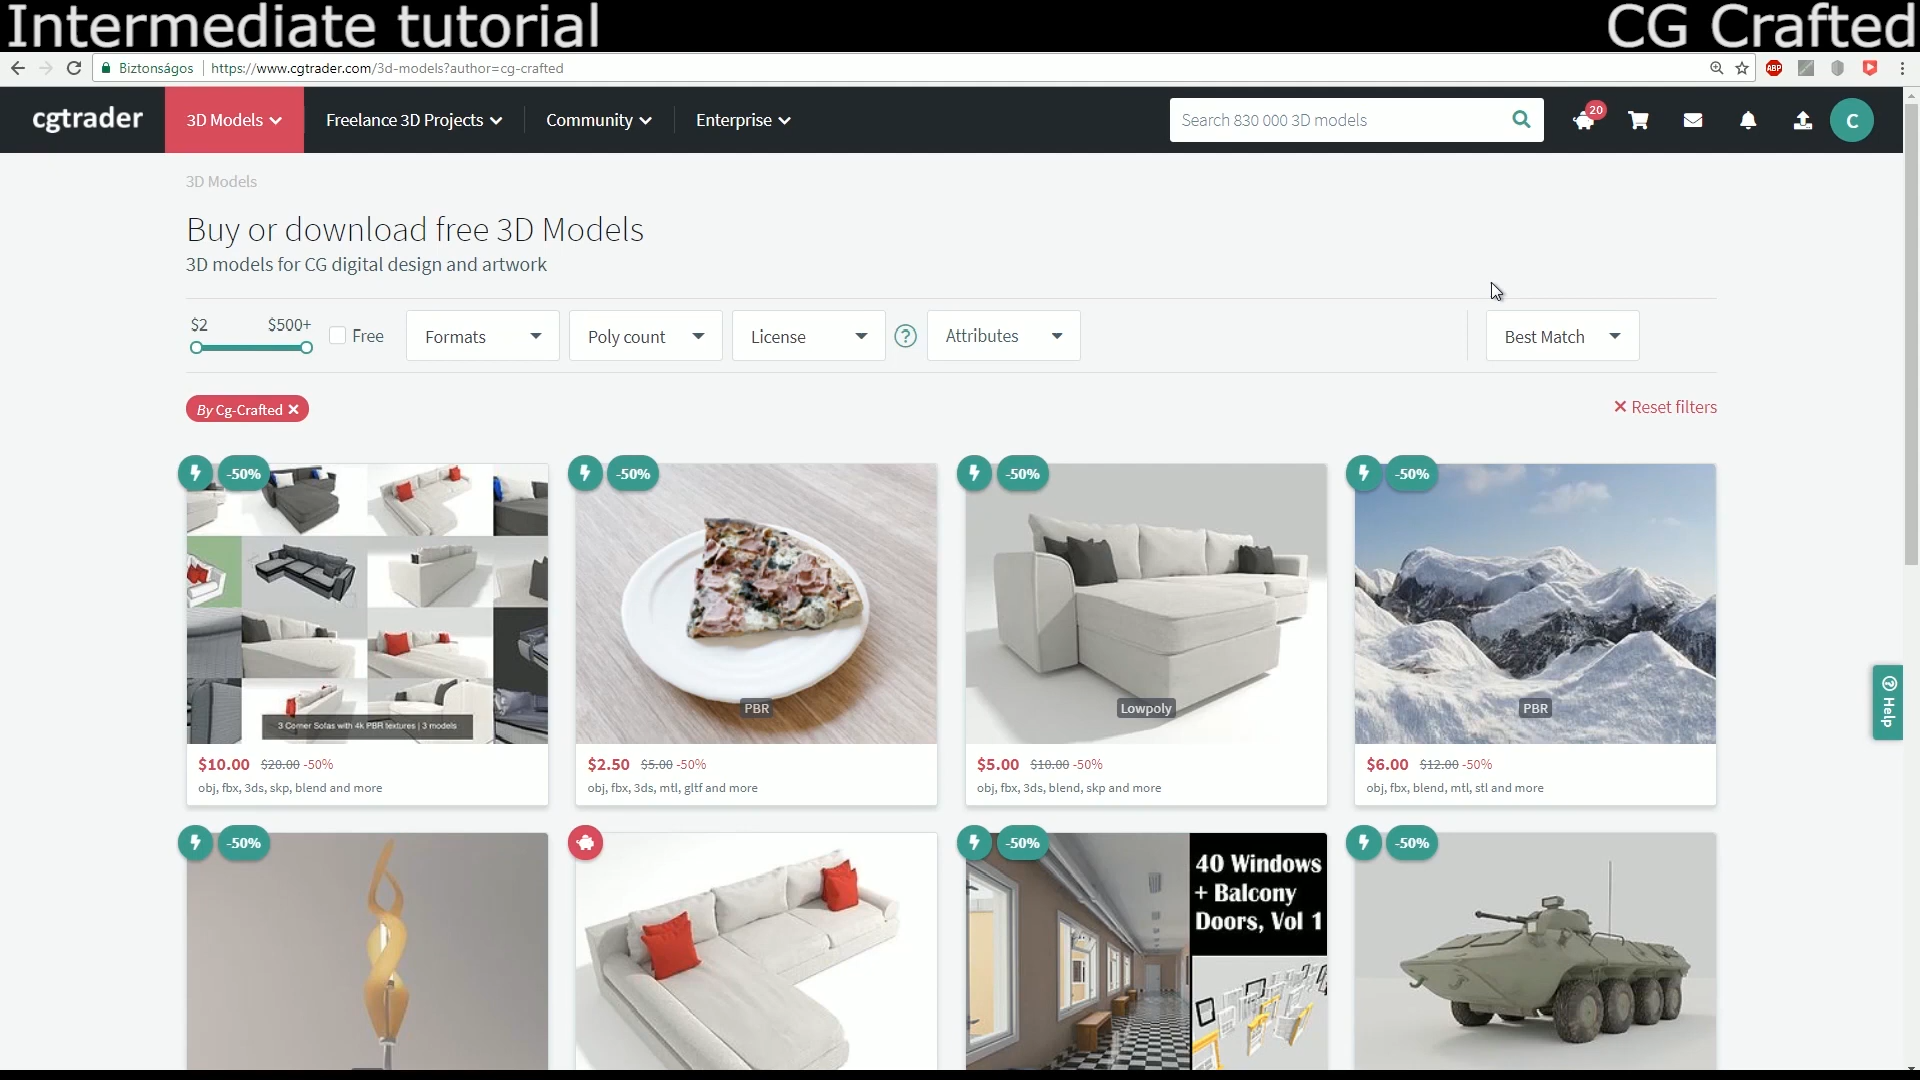 Intermediate tutorial
CG Crafted
Biztonságos
https://www.cgtrader.com/3d-models?author=cg-crafted
ABP
cgtrader
3D Models
Freelance 3D Projects
Community
Enterprise
Search 830 000 3D models
20
C
3D Models
Buy or download free 3D Models
3D models for CG digital design and artwork
$2
$500+
Free
Formats
Poly count
License
?
Attributes
Best Match
By Cg-Crafted ×
× Reset filters
-50%
-50%
-50%
-50%
3 Corner Sofas with 4k PBR textures | 3 models
PBR
Lowpoly
PBR
$10.00 $20.00 -50%
obj, fbx, 3ds, skp, blend and more
$2.50 $5.00 -50%
obj, fbx, 3ds, mtl, gltf and more
$5.00 $10.00 -50%
obj, fbx, 3ds, blend, skp and more
$6.00 $12.00 -50%
obj, fbx, blend, mtl, stl and more
? Help
-50%
-50%
-50%
40 Windows
+ Balcony
Doors, Vol 1